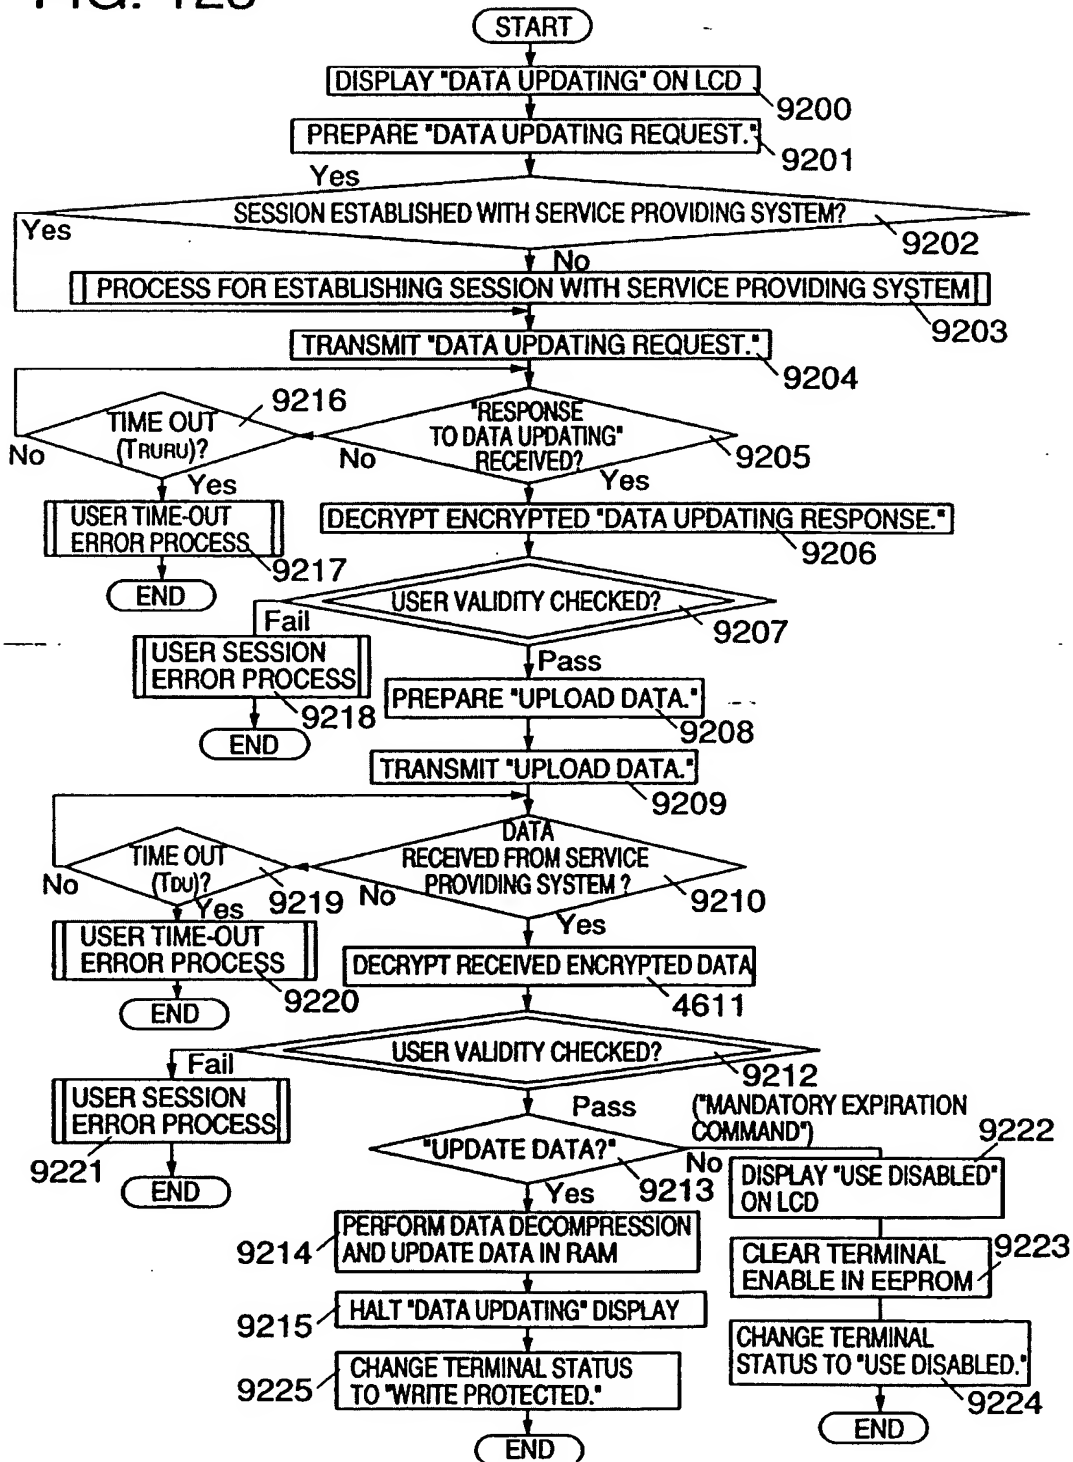 START
DISPLAY "DATA UPDATING" ON LCD
9200
PREPARE "DATA UPDATING REQUEST."
9201
Yes
SESSION ESTABLISHED WITH SERVICE PROVIDING SYSTEM?
Yes
9202
No
PROCESS FOR ESTABLISHING SESSION WITH SERVICE PROVIDING SYSTEM
9203
TRANSMIT "DATA UPDATING REQUEST."
9204
9216
TIME OUT
(TRURU)?
No
Yes
"RESPONSE
TO DATA UPDATING"
RECEIVED?
9205
No
Yes
USER TIME-OUT
ERROR PROCESS
9217
END
DECRYPT ENCRYPTED "DATA UPDATING RESPONSE."
9206
USER VALIDITY CHECKED?
9207
Fail
Pass
USER SESSION
ERROR PROCESS
9218
END
PREPARE "UPLOAD DATA."
9208
TRANSMIT "UPLOAD DATA."
9209
DATA
RECEIVED FROM SERVICE
PROVIDING SYSTEM ?
9210
No
Yes
TIME OUT
(TDU)?
9219
No
Yes
USER TIME-OUT
ERROR PROCESS
9220
END
DECRYPT RECEIVED ENCRYPTED DATA
4611
USER VALIDITY CHECKED?
9212
Fail
Pass
USER SESSION
ERROR PROCESS
9221
END
"UPDATE DATA?"
9213
No
Yes
("MANDATORY EXPIRATION
COMMAND")
9222
DISPLAY "USE DISABLED"
ON LCD
9214
PERFORM DATA DECOMPRESSION
AND UPDATE DATA IN RAM
CLEAR TERMINAL
ENABLE IN EEPROM
9223
9215
HALT "DATA UPDATING" DISPLAY
CHANGE TERMINAL
STATUS TO "USE DISABLED."
9224
END
9225
CHANGE TERMINAL STATUS
TO "WRITE PROTECTED."
END